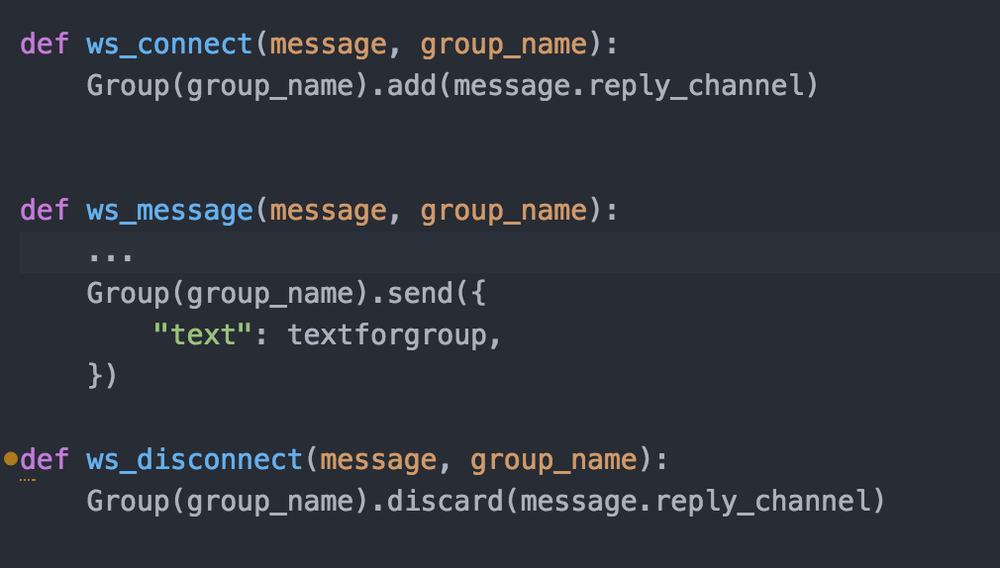 def ws_connect(message, group_name):
    Group(group_name).add(message.reply_channel)
def ws_message(message, group_name):
    ...
    Group(group_name).send({
        "text": textforgroup,
    })
def ws_disconnect(message, group_name):
    Group(group_name).discard(message.reply_channel)